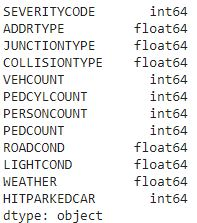 SEVERITYCODE int64
ADDRTYPE float64
JUNCTIONTYPE float64
COLLISIONTYPE float64
VEHCOUNT int64
PEDCYLCOUNT int64
PERSONCOUNT int64
PEDCOUNT int64
ROADCOND float64
LIGHTCOND float64
WEATHER float64
HITPARKEDCAR int64
dtype: object